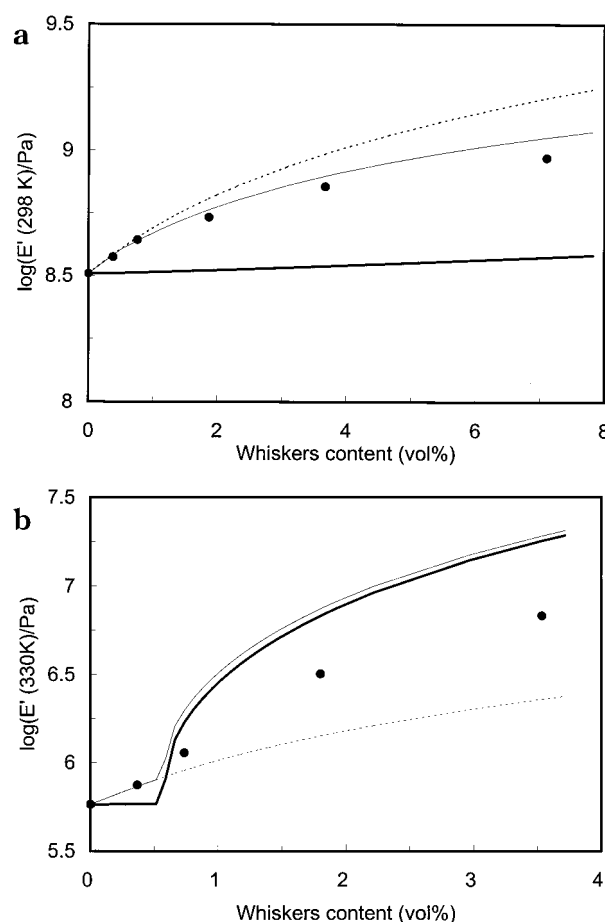 a
9.5
9
8.5
8
log(E' (298 K)/Pa)
0 2 4 6 8
Whiskers content (vol%)
b
7.5
7
6.5
6
5.5
log(E' (330K)/Pa)
0 1 2 3 4
Whiskers content (vol%)